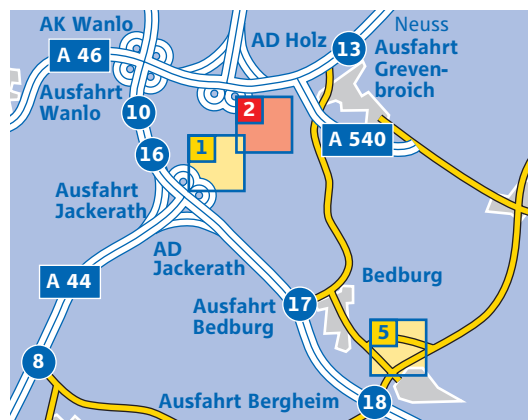 AK Wanlo
Neuss
AD Holz
13
Ausfahrt
Greven-
broich
A 46
Ausfahrt
Wanlo
10
2
1
A 540
16
Ausfahrt
Jackerath
AD
Jackerath
A 44
Bedburg
17
Ausfahrt
Bedburg
5
8
Ausfahrt Bergheim
18